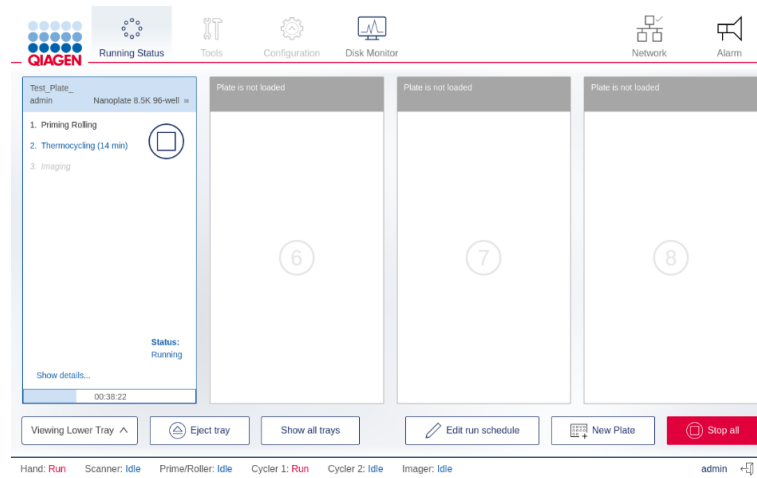 QIAGEN
Running Status
Tools
Configuration
Disk Monitor
Network
Alarm
Test_Plate_
admin Nanoplate 8.5K 96-well
1. Priming Rolling
2. Thermocycling (14 min)
3. Imaging
Status:
Running
Show details...
00:38:22
Plate is not loaded
6
Plate is not loaded
7
Plate is not loaded
8
Viewing Lower Tray
Eject tray
Show all trays
Edit run schedule
New Plate
Stop all
Hand: Run Scanner: Idle Prime/Roller: Idle Cycler 1: Run Cycler 2: Idle Imager: Idle admin